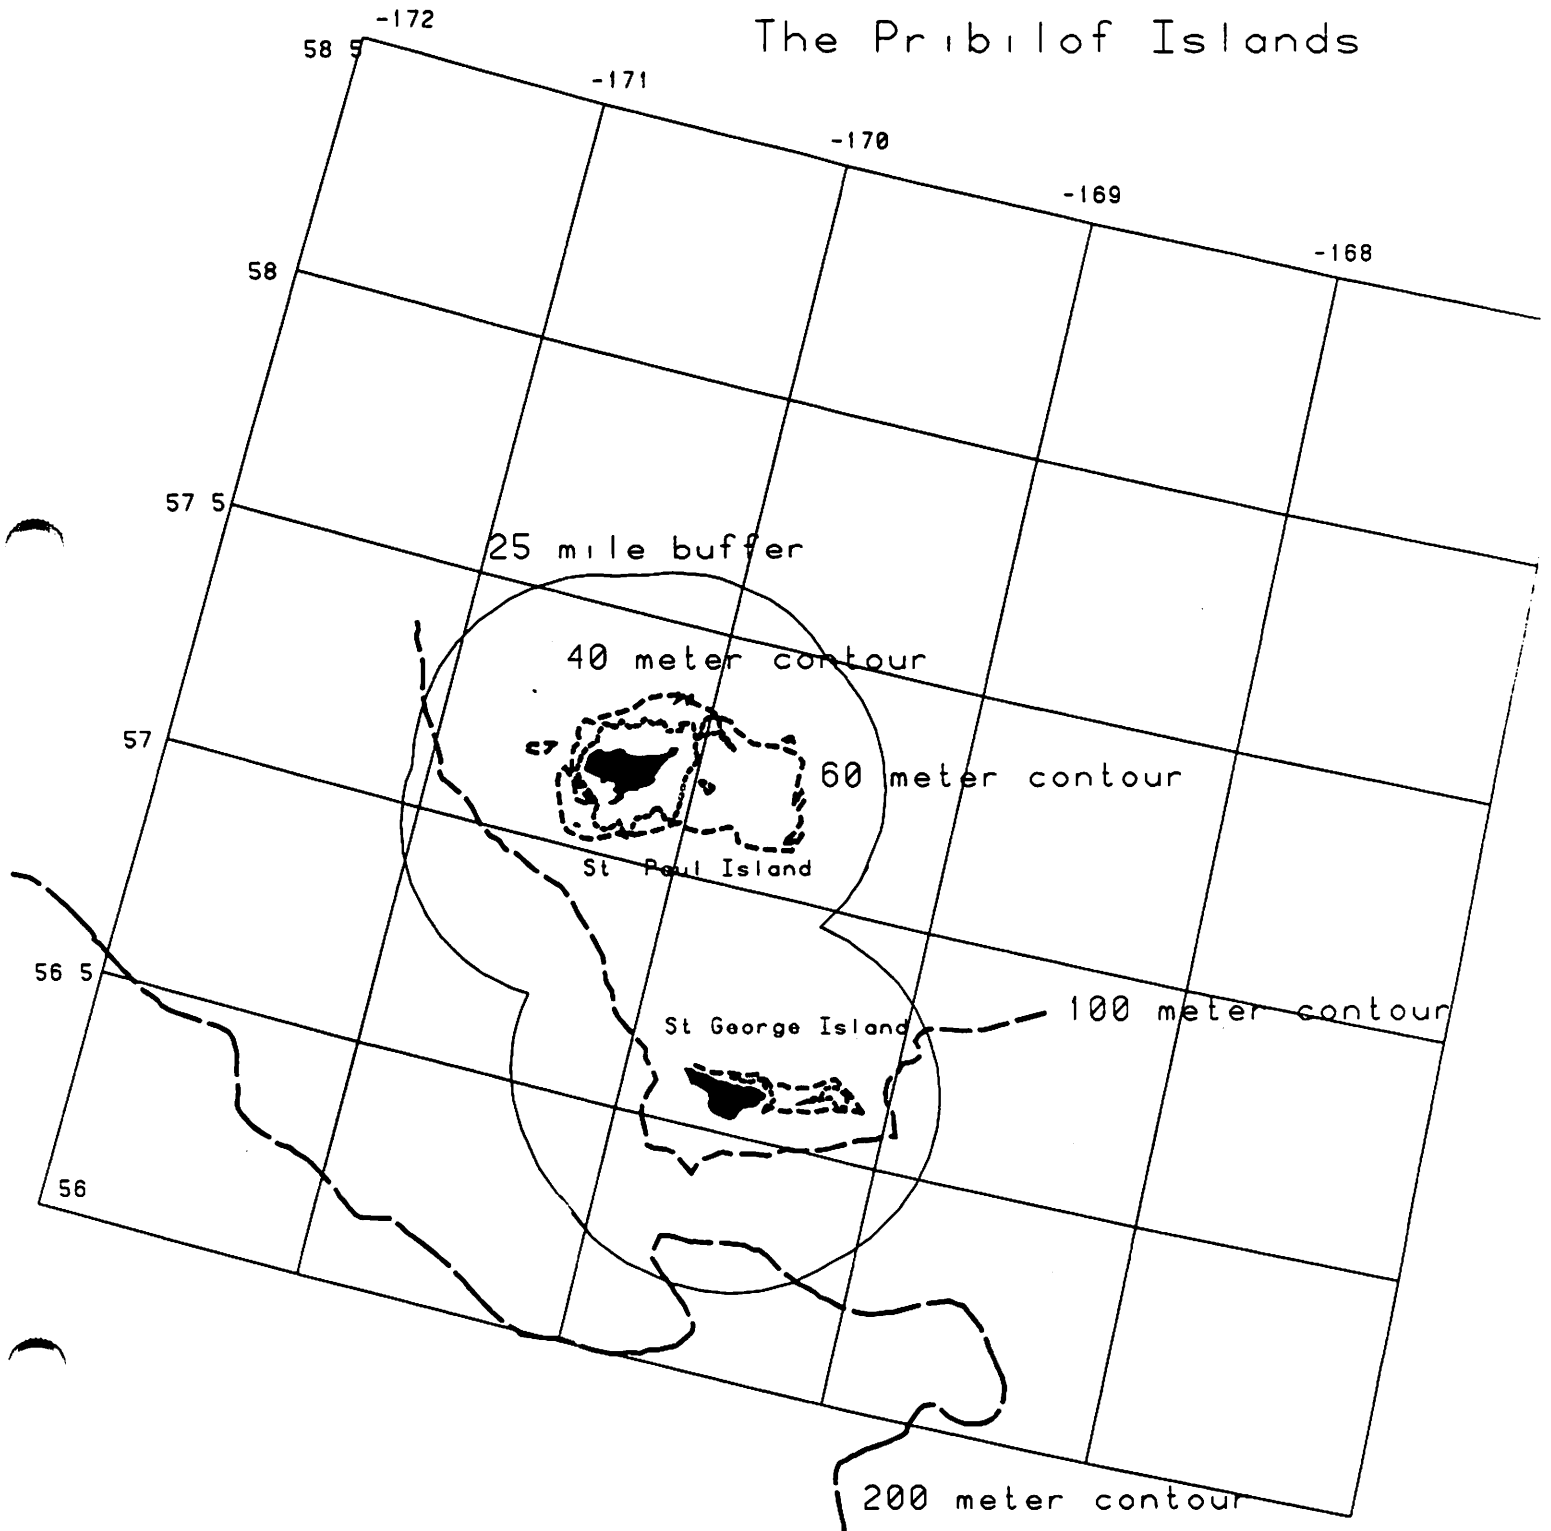 The Pribilof Islands
-172
58 5
-171
-170
-169
-168
58
57 5
25 mile buffer
40 meter contour
57
60 meter contour
St Paul Island
56 5
100 meter contour
St George Island
56
200 meter contour